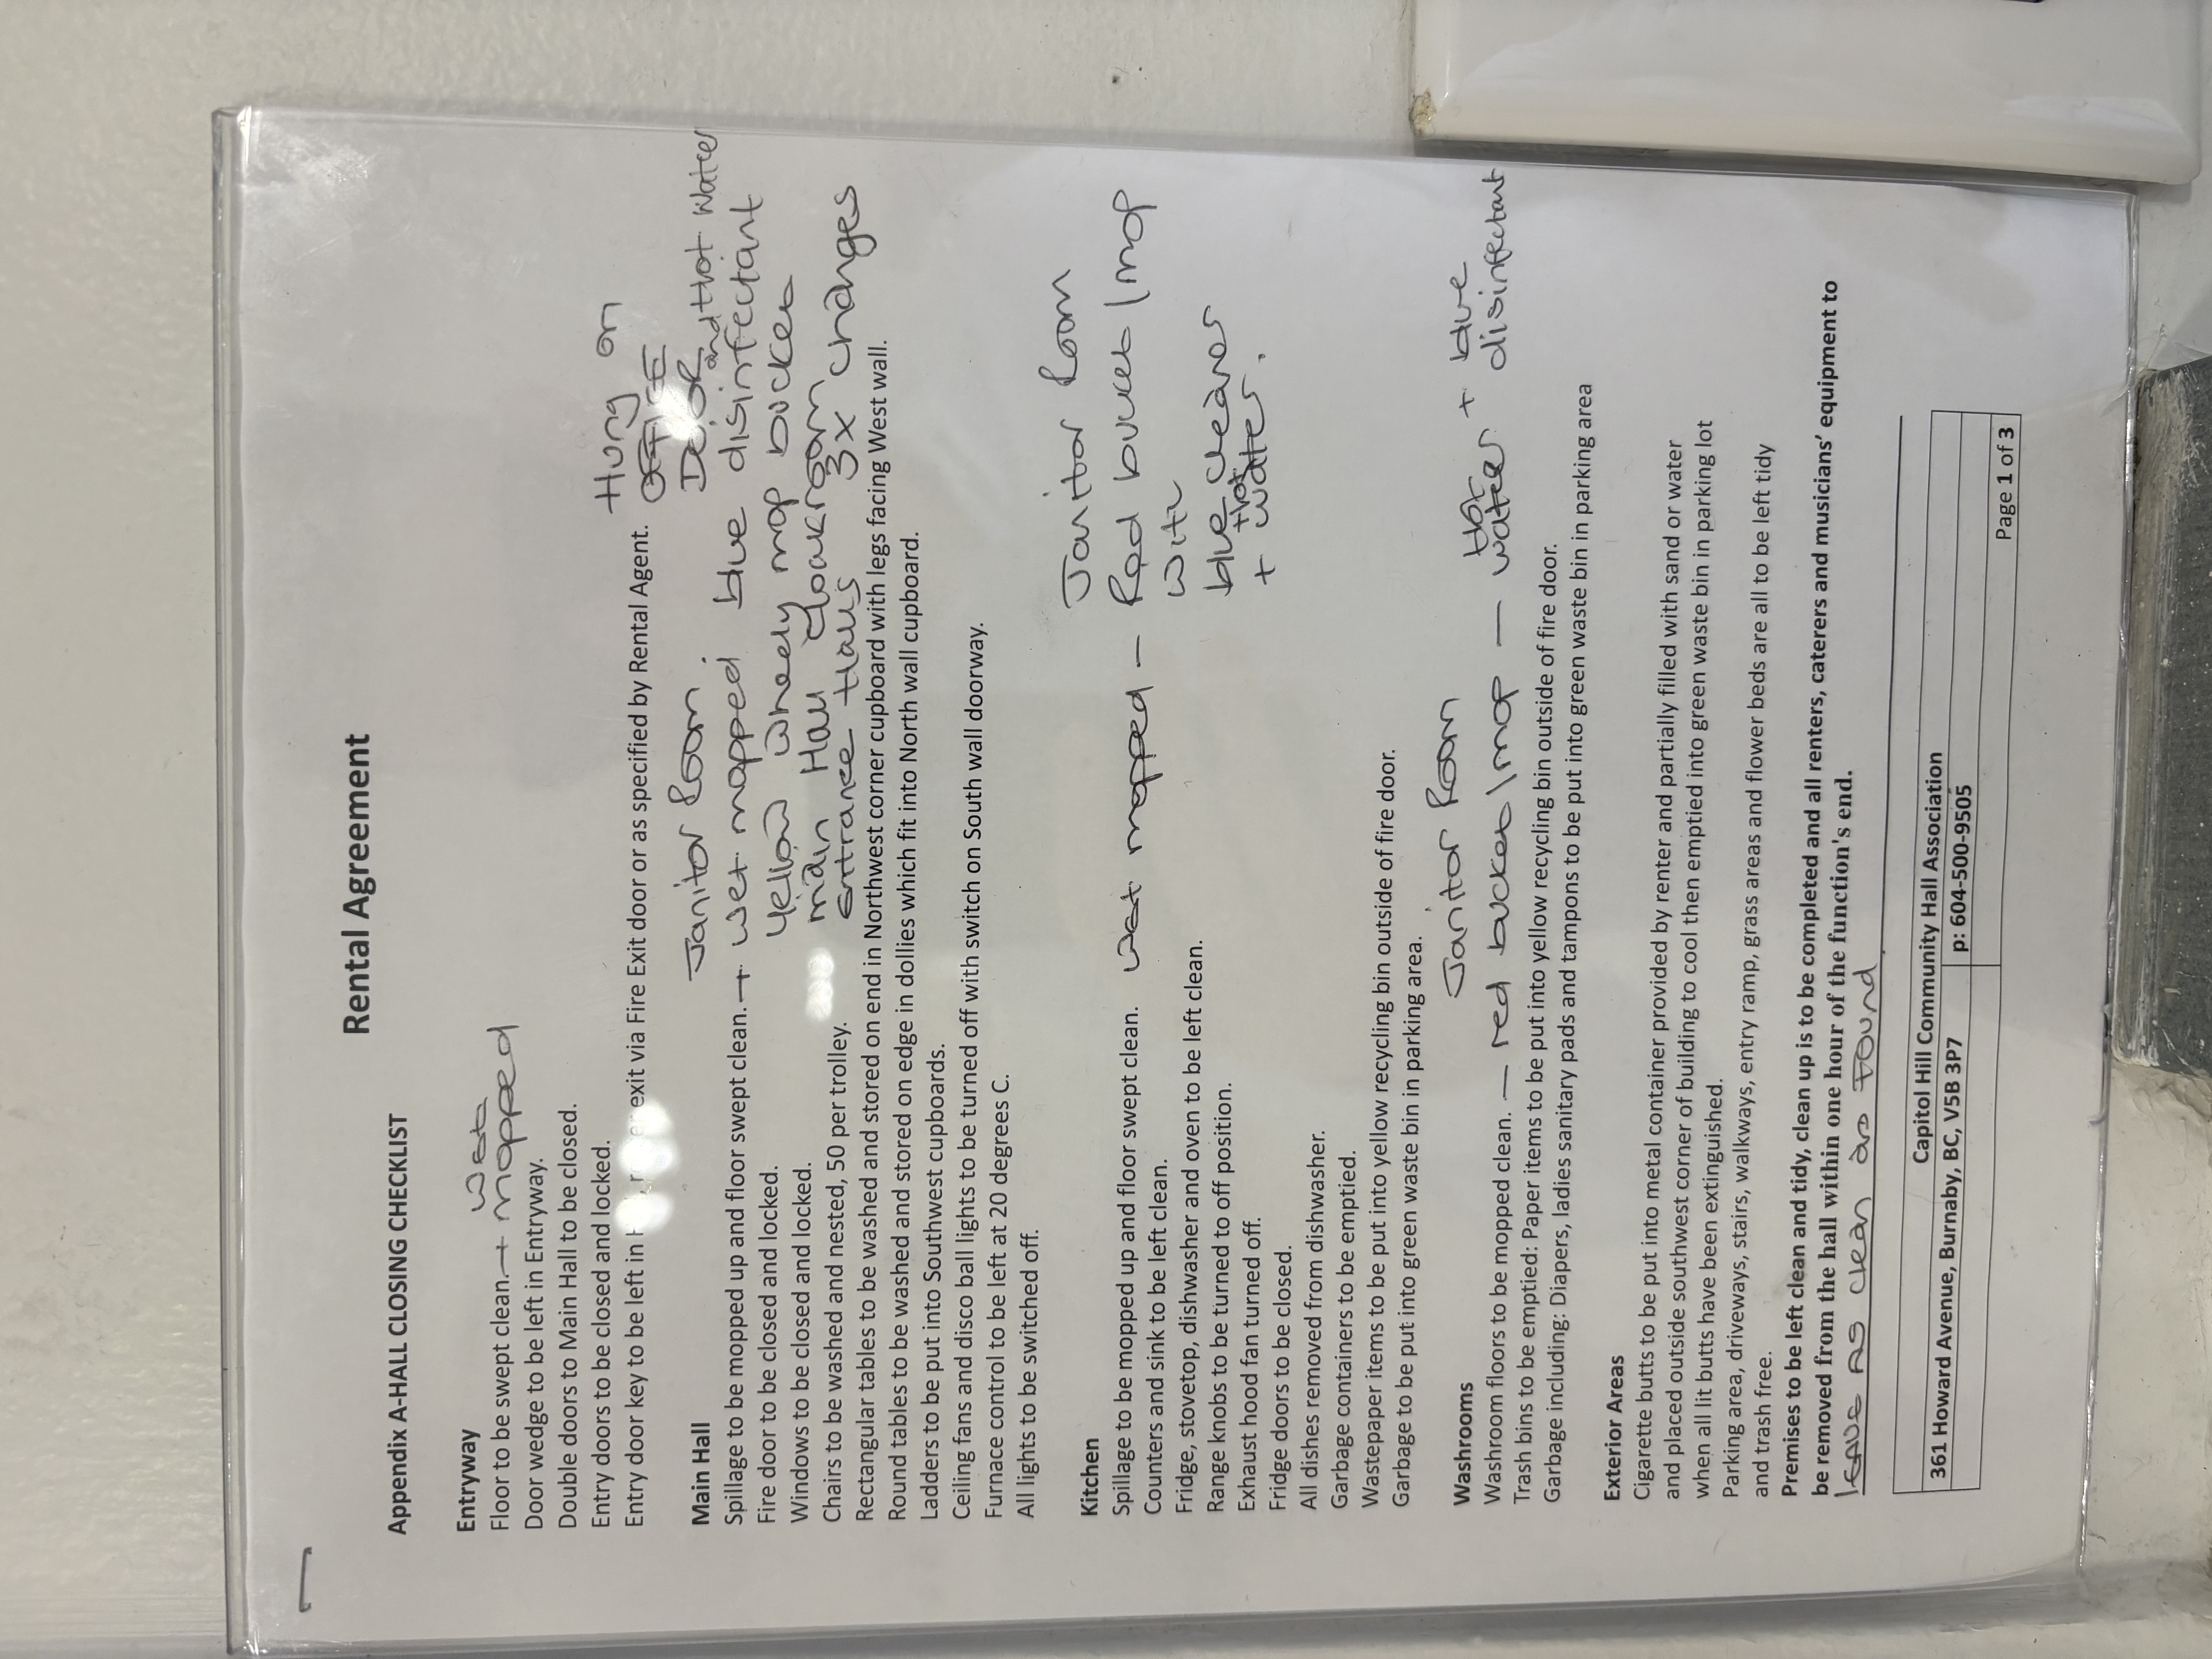 Rental Agreement
Appendix A-HALL CLOSING CHECKLIST
Entryway
Wet
Floor to be swept clean. + mopped
Door wedge to be left in Entryway.
Double doors to Main Hall to be closed.
Entry doors to be closed and locked.
Entry door key to be left in exit via Fire Exit door or as specified by Rental Agent.
Hung on
OFFICE
DOOR
Main Hall
Janitor Room.
and Hot Water
Spillage to be mopped up and floor swept clean. + wet mopped blue disinfectant
Fire door to be closed and locked.
Yellow wheely mop bucket
Windows to be closed and locked.
main Hall cloakroom
Chairs to be washed and nested, 50 per trolley.
Entrance Halls 3x changes
Rectangular tables to be washed and stored on end in Northwest corner cupboard with legs facing West wall.
Round tables to be washed and stored on edge in dollies which fit into North wall cupboard.
Ladders to be put into Southwest cupboards.
Ceiling fans and disco ball lights to be turned off with switch on South wall doorway.
Furnace control to be left at 20 degrees C.
All lights to be switched off.
Kitchen
Janitor Room
Spillage to be mopped up and floor swept clean. wet mopped – Red bucket / mop
Counters and sink to be left clean.
with
Fridge, stovetop, dishwasher and oven to be left clean.
blue cleaner
Range knobs to be turned to off position.
Hot
+ water.
Exhaust hood fan turned off.
Fridge doors to be closed.
All dishes removed from dishwasher.
Garbage containers to be emptied.
Wastepaper items to be put into yellow recycling bin outside of fire door.
Garbage to be put into green waste bin in parking area.
Washrooms
Janitor Room
Hot + blue
Washroom floors to be mopped clean. – red bucket \ mop – water disinfectant
Trash bins to be emptied: Paper items to be put into yellow recycling bin outside of fire door.
Garbage including: Diapers, ladies sanitary pads and tampons to be put into green waste bin in parking area
Exterior Areas
Cigarette butts to be put into metal container provided by renter and partially filled with sand or water
and placed outside southwest corner of building to cool then emptied into green waste bin in parking lot
when all lit butts have been extinguished.
Parking area, driveways, stairs, walkways, entry ramp, grass areas and flower beds are all to be left tidy
and trash free.
Premises to be left clean and tidy, clean up is to be completed and all renters, caterers and musicians' equipment to
be removed from the hall within one hour of the function's end.
LEAVE AS clean as FOUND
Capitol Hill Community Hall Association
361 Howard Avenue, Burnaby, BC, V5B 3P7
p: 604-500-9505
Page 1 of 3